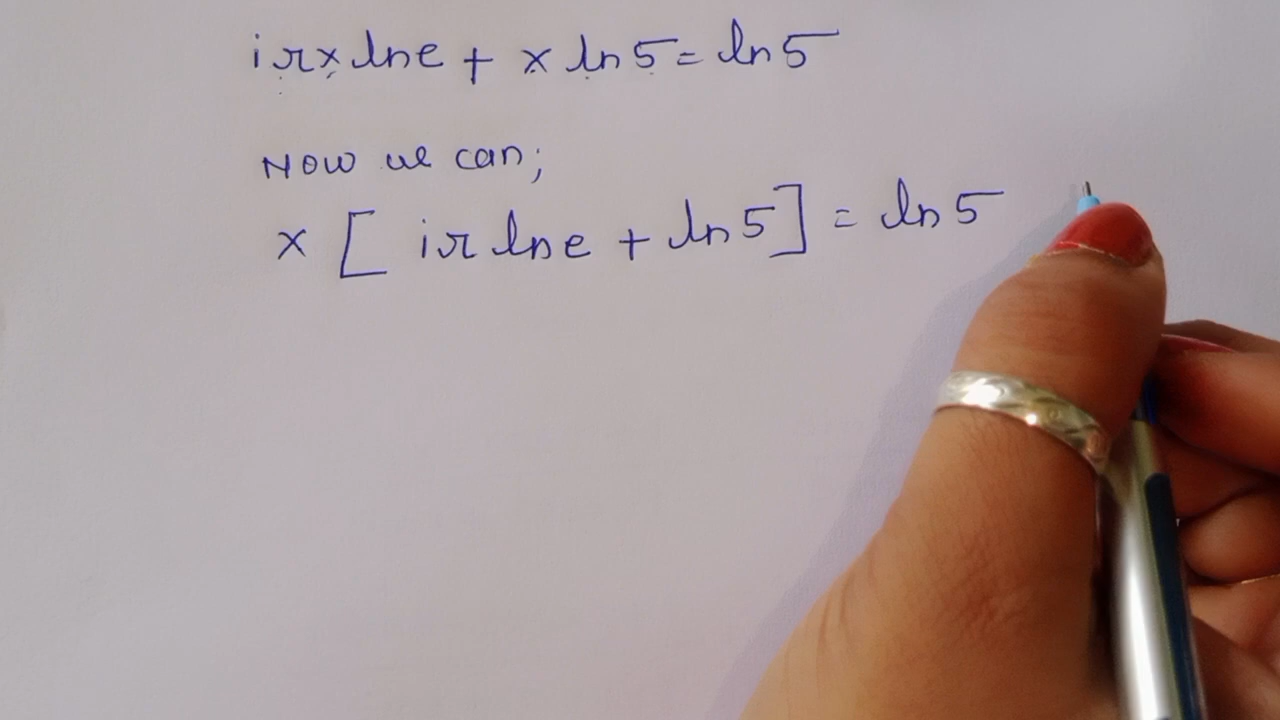 iπx lne + x ln5 = ln5
Now we can;
x [ iπ lne + ln5 ] = ln5